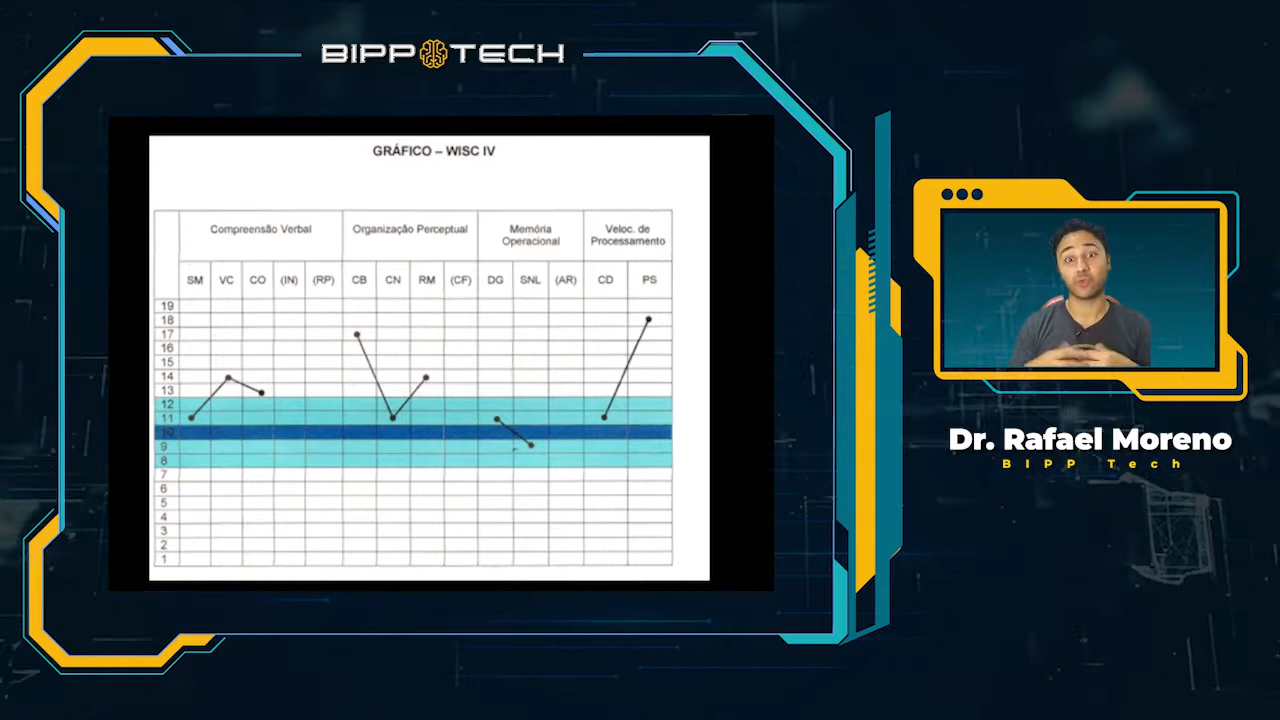 BIPP TECH
GRÁFICO – WISC IV
Compreensão Verbal
Organização Perceptual
Memória
Operacional
Veloc. de
Processamento
SM VC CO (IN) (RP) CB CN RM (CF) DG SNL (AR) CD PS
19
18
17
16
15
14
13
12
11
10
9
8
7
6
5
4
3
2
1
Dr. Rafael Moreno
BIPP Tech